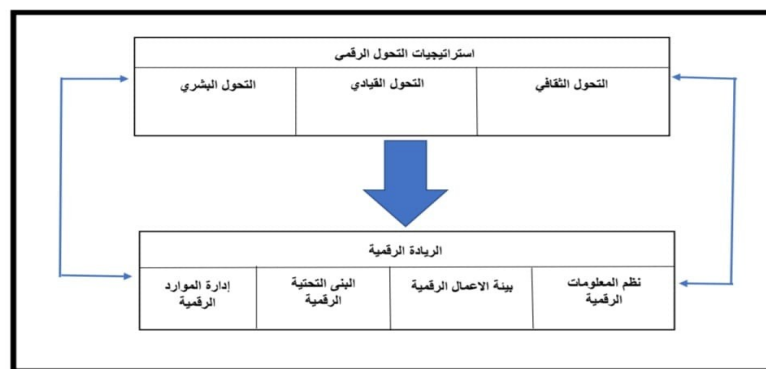 استراتيجيات التحول الرقمي
التحول الثقافي
التحول القيادي
التحول البشري
الريادة الرقمية
نظم المعلومات
الرقمية
بيئة الاعمال الرقمية
البنى التحتية
الرقمية
إدارة الموارد
الرقمية